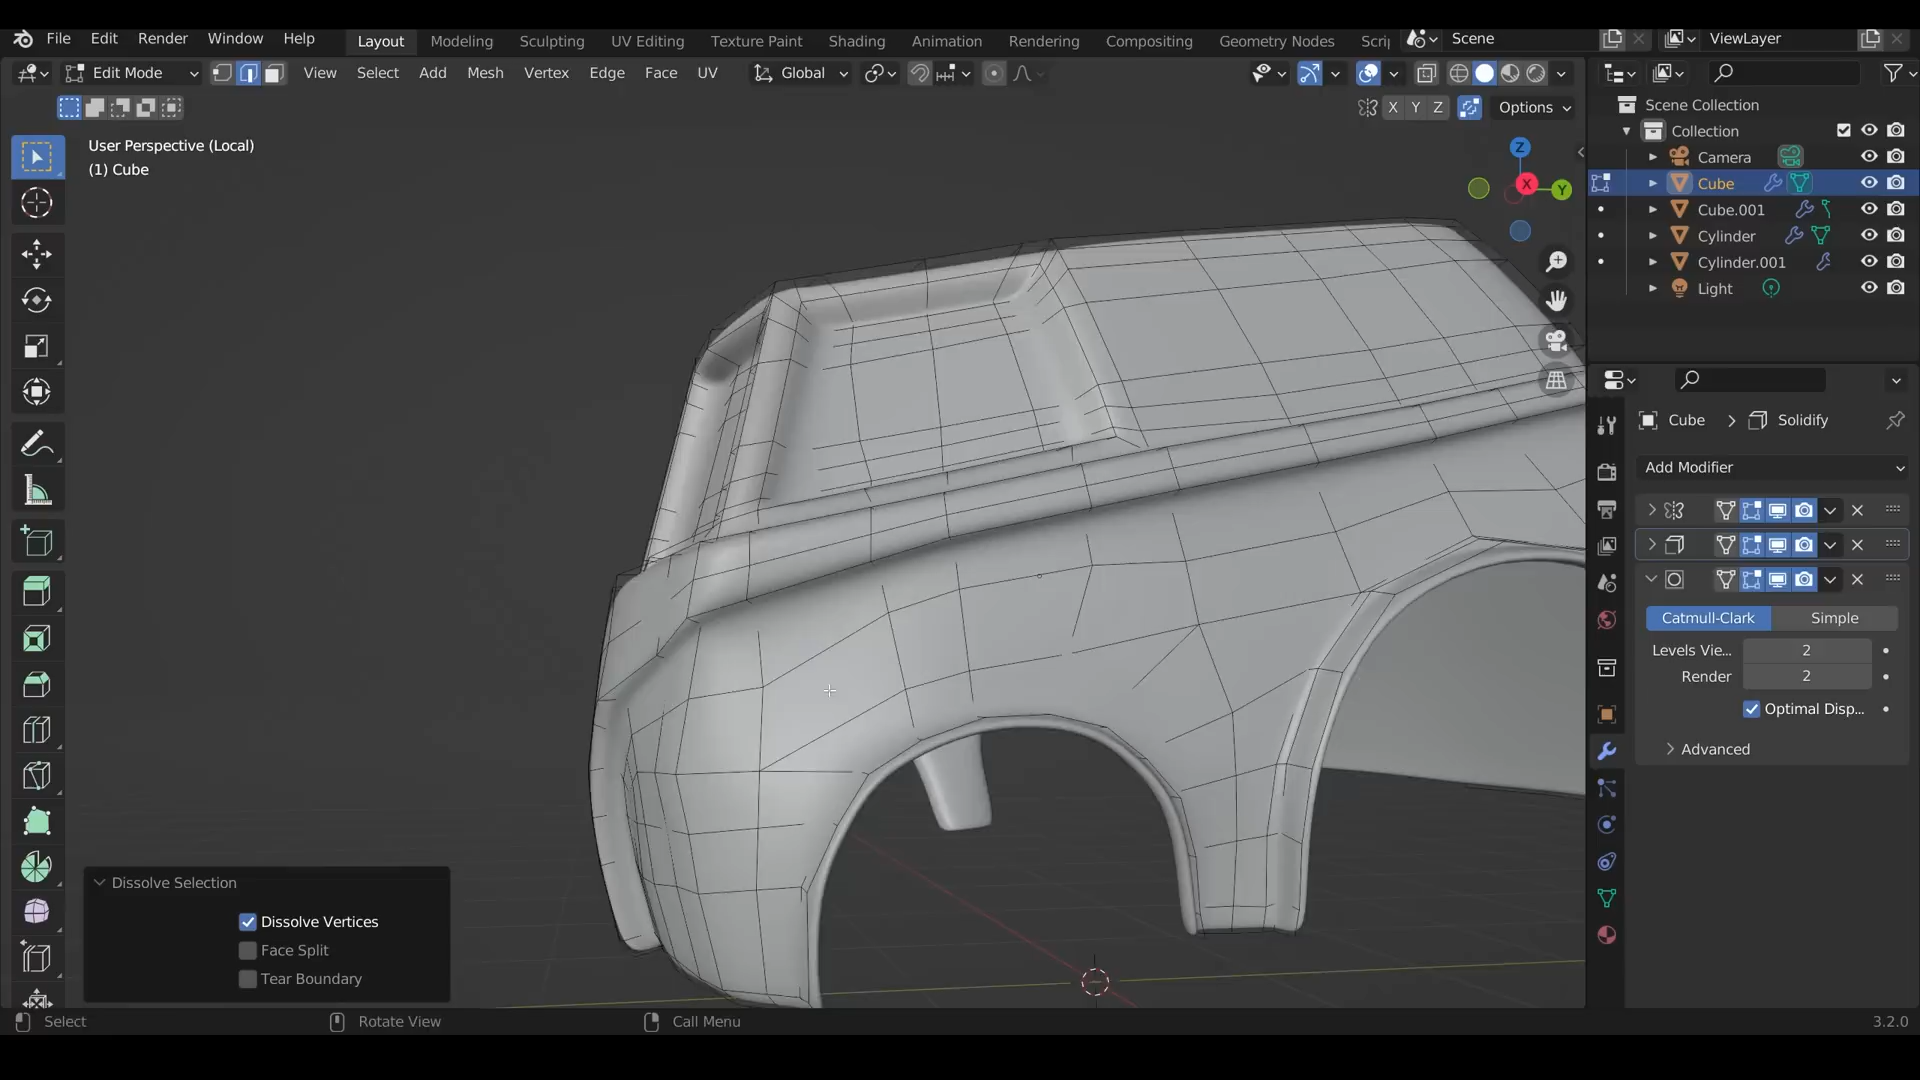 File Edit Render Window Help Layout Modeling Sculpting UV Editing Texture Paint Shading Animation Rendering Compositing Geometry Nodes Scrip Scene ViewLayer
Edit Mode View Select Add Mesh Vertex Edge Face UV Global
X Y Z Options
User Perspective (Local)
(1) Cube
Z
X
Y
Scene Collection
Collection
Camera
Cube
Cube.001
Cylinder
Cylinder.001
Light
Cube > Solidify
Add Modifier
Catmull-Clark Simple
Levels Vie... 2
Render 2
Optimal Disp...
Advanced
Dissolve Selection
Dissolve Vertices
Face Split
Tear Boundary
Select Rotate View Call Menu 3.2.0